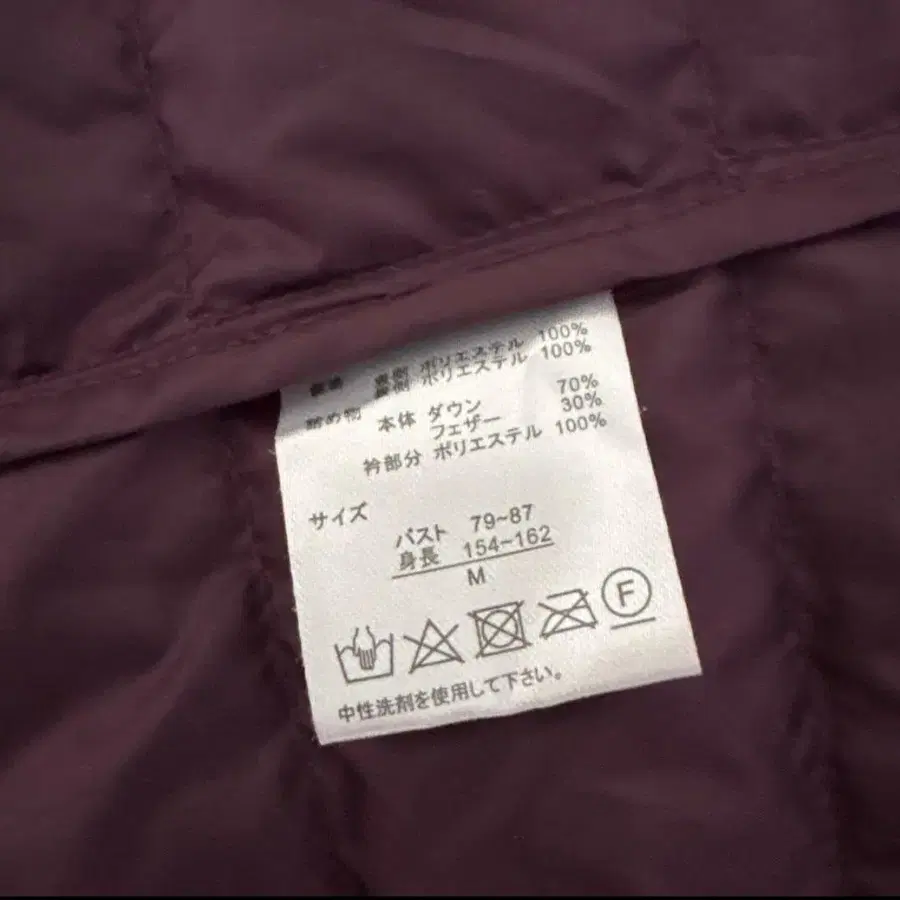 表側 ポリエステル 100%
裏側 ポリエステル 100%
詰め物 本体 ダウン 70%
フェザー 30%
衿部分 ポリエステル 100%
サイズ
バスト 79~87
身長 154~162
M
F
中性洗剤を使用して下さい。